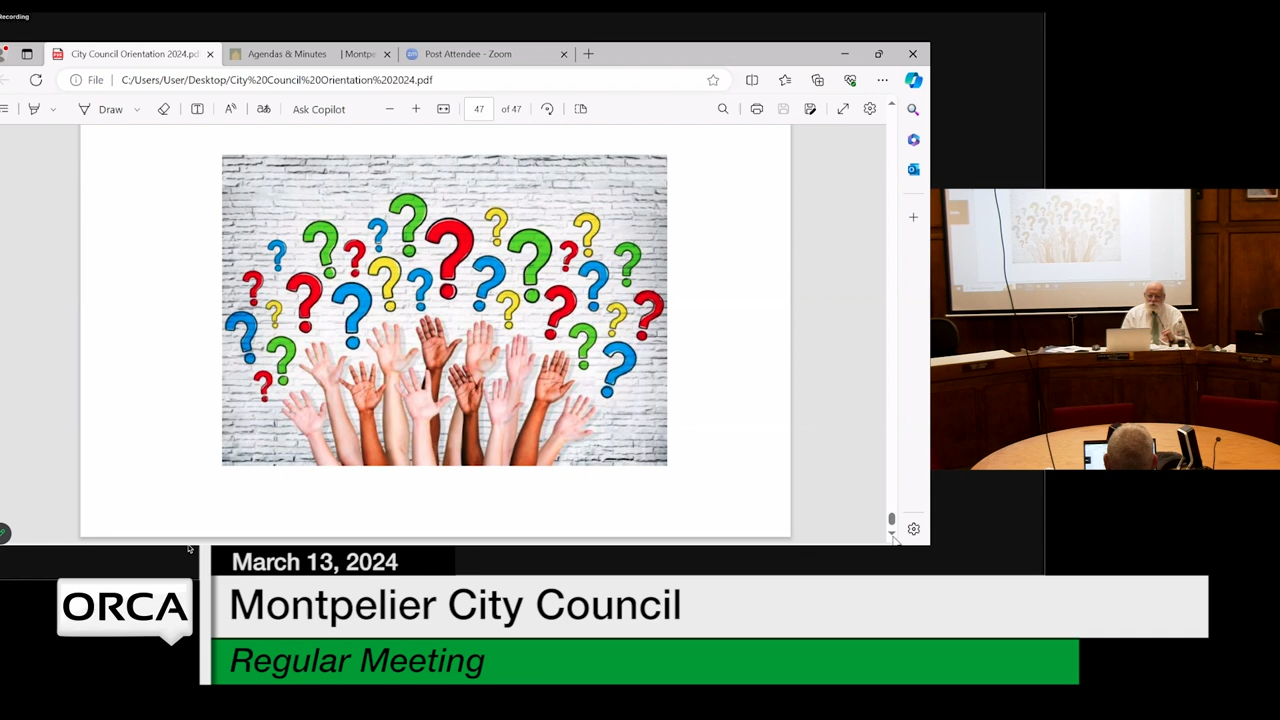 Recording
City Council Orientation 2024.pdf
Agendas & Minutes | Montpe
Post Attendee - Zoom
File
C:/Users/User/Desktop/City%20Council%20Orientation%202024.pdf
Draw
Ask Copilot
47 of 47
March 13, 2024
ORCA
Montpelier City Council
Regular Meeting